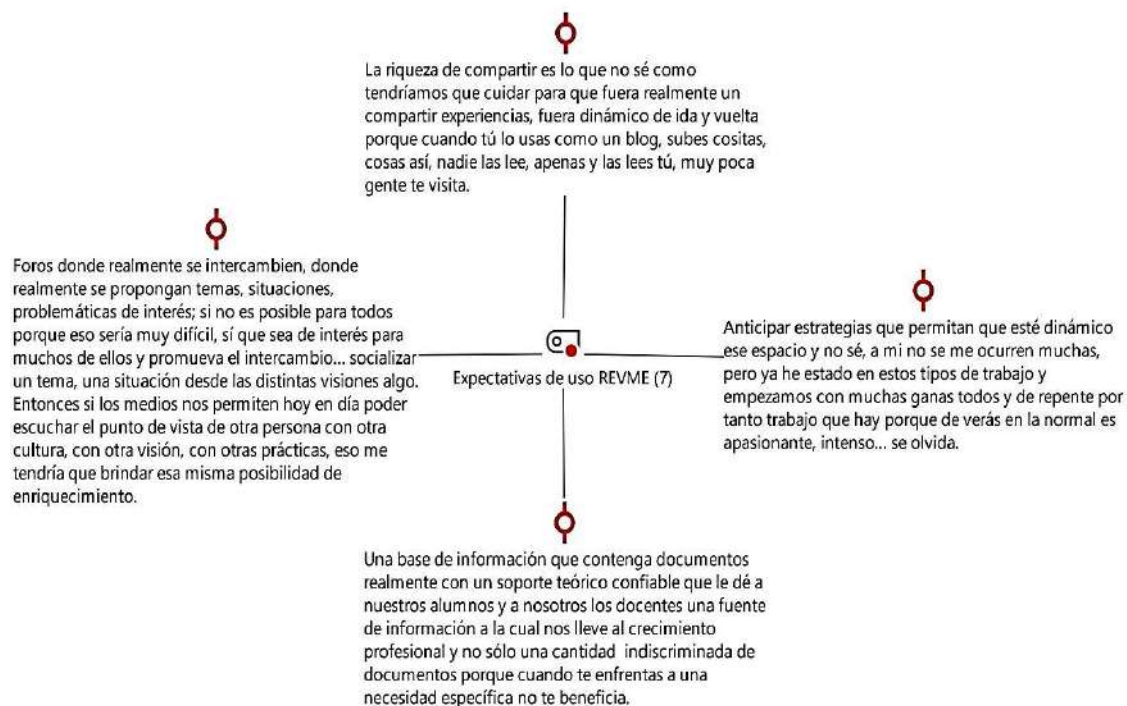 La riqueza de compartir es lo que no sé como
tendríamos que cuidar para que fuera realmente un
compartir experiencias, fuera dinámico de ida y vuelta
porque cuando tú lo usas como un blog, subes cositas,
cosas así, nadie las lee, apenas y las lees tú, muy poca
gente te visita.
Foros donde realmente se intercambien, donde
realmente se propongan temas, situaciones,
problemáticas de interés; si no es posible para todos
porque eso sería muy difícil, sí que sea de interés para
muchos de ellos y promueva el intercambio... socializar
un tema, una situación desde las distintas visiones algo.
Entonces si los medios nos permiten hoy en día poder
escuchar el punto de vista de otra persona con otra
cultura, con otra visión, con otras prácticas, eso me
tendría que brindar esa misma posibilidad de
enriquecimiento.
Expectativas de uso REVME (7)
Anticipar estrategias que permitan que esté dinámico
ese espacio y no sé, a mi no se me ocurren muchas,
pero ya he estado en estos tipos de trabajo y
empezamos con muchas ganas todos y de repente por
tanto trabajo que hay porque de verás en la normal es
apasionante, intenso... se olvida.
Una base de información que contenga documentos
realmente con un soporte teórico confiable que le dé a
nuestros alumnos y a nosotros los docentes una fuente
de información a la cual nos lleve al crecimiento
profesional y no sólo una cantidad indiscriminada de
documentos porque cuando te enfrentas a una
necesidad específica no te beneficia.